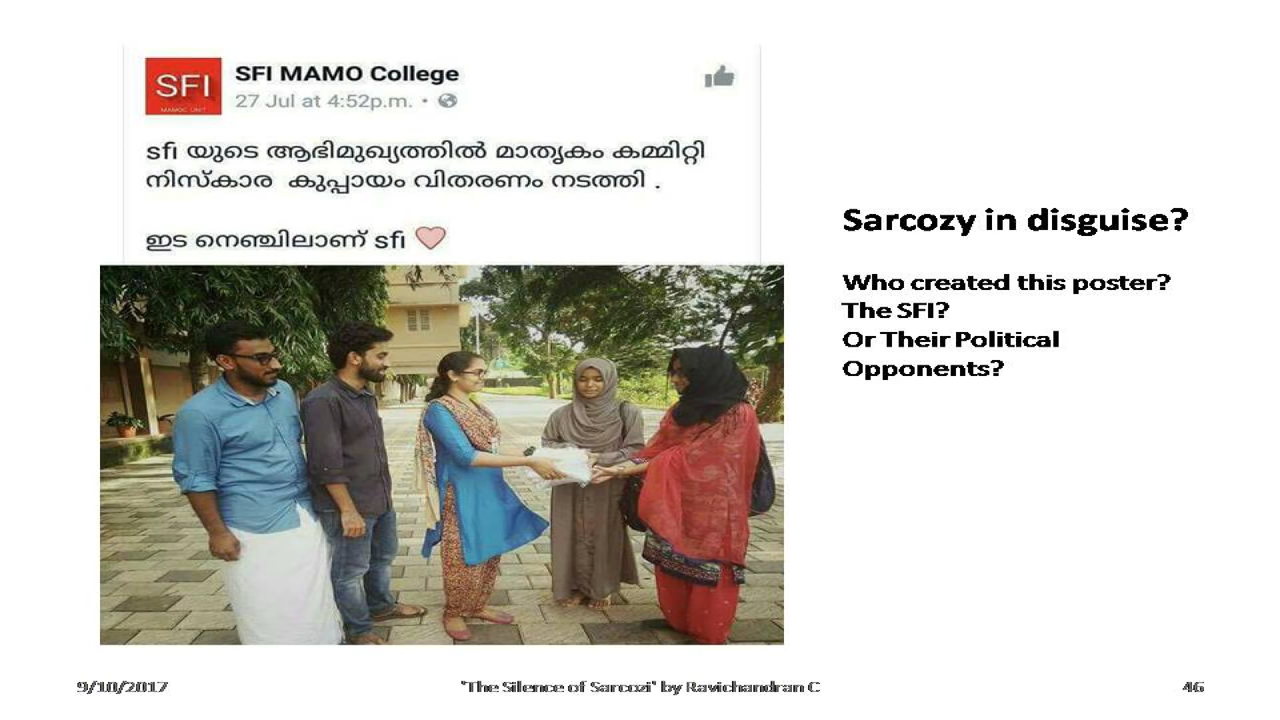 SFI
MAMOC UNIT
SFI MAMO College
27 Jul at 4:52p.m. •
sfi യുടെ ആഭിമുഖ്യത്തിൽ മാതൃകം കമ്മിറ്റി
നിസ്കാര കുപ്പായം വിതരണം നടത്തി .
ഇട നെഞ്ചിലാണ് sfi
Sarcozy in disguise?
Who created this poster?
The SFI?
Or Their Political
Opponents?
9/10/2017
'The Silence of Sarcozi' by Ravichandran C
46